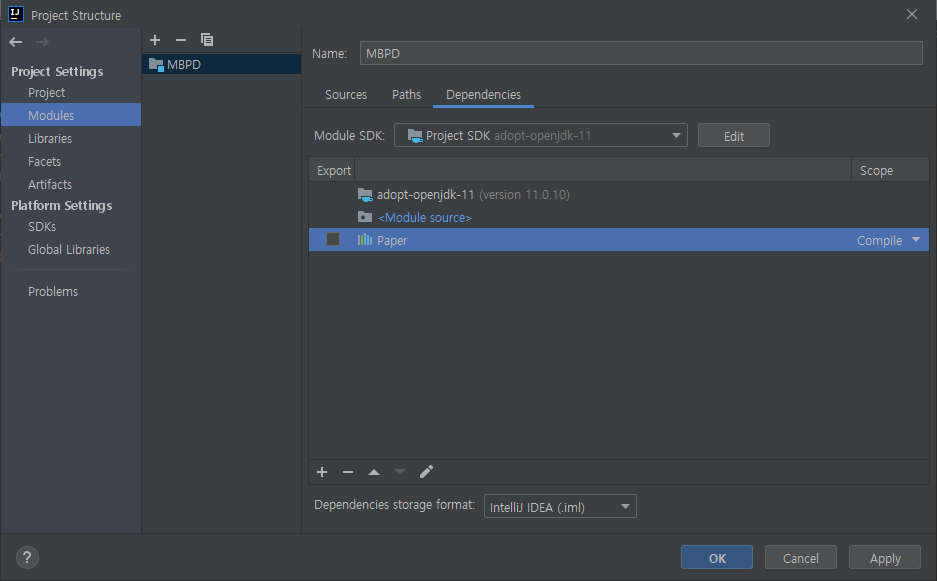 IJ Project Structure
Project Settings
Project
Modules
Libraries
Facets
Artifacts
Platform Settings
SDKs
Global Libraries
Problems
MBPD
Name: MBPD
Sources Paths Dependencies
Module SDK: Project SDK adopt-openjdk-11 Edit
Export Scope
adopt-openjdk-11 (version 11.0.10)
<Module source>
Paper Compile
Dependencies storage format: IntelliJ IDEA (.iml)
? OK Cancel Apply